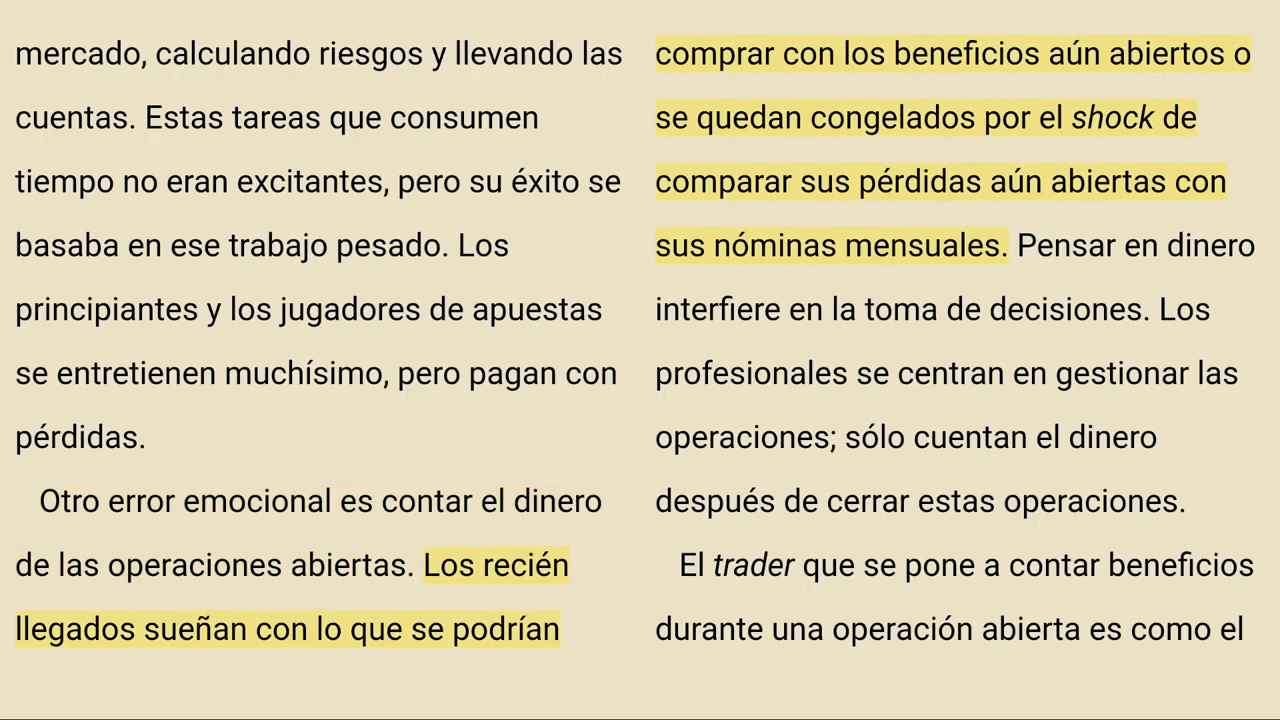 mercado, calculando riesgos y llevando las
cuentas. Estas tareas que consumen
tiempo no eran excitantes, pero su éxito se
basaba en ese trabajo pesado. Los
principiantes y los jugadores de apuestas
se entretienen muchísimo, pero pagan con
pérdidas.
Otro error emocional es contar el dinero
de las operaciones abiertas. Los recién
llegados sueñan con lo que se podrían
comprar con los beneficios aún abiertos o
se quedan congelados por el shock de
comparar sus pérdidas aún abiertas con
sus nóminas mensuales. Pensar en dinero
interfiere en la toma de decisiones. Los
profesionales se centran en gestionar las
operaciones; sólo cuentan el dinero
después de cerrar estas operaciones.
El trader que se pone a contar beneficios
durante una operación abierta es como el